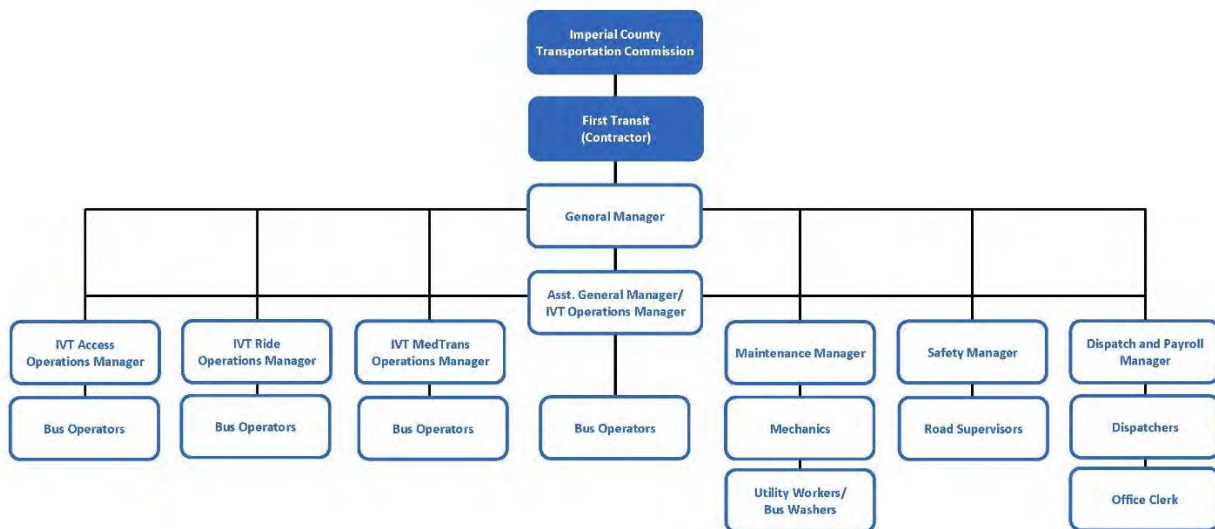 Imperial County
Transportation Commission
First Transit
(Contractor)
General Manager
Asst. General Manager/
IVT Operations Manager
IVT Access
Operations Manager
IVT Ride
Operations Manager
IVT MedTrans
Operations Manager
Maintenance Manager
Safety Manager
Dispatch and Payroll
Manager
Bus Operators
Bus Operators
Bus Operators
Bus Operators
Mechanics
Road Supervisors
Dispatchers
Utility Workers/
Bus Washers
Office Clerk